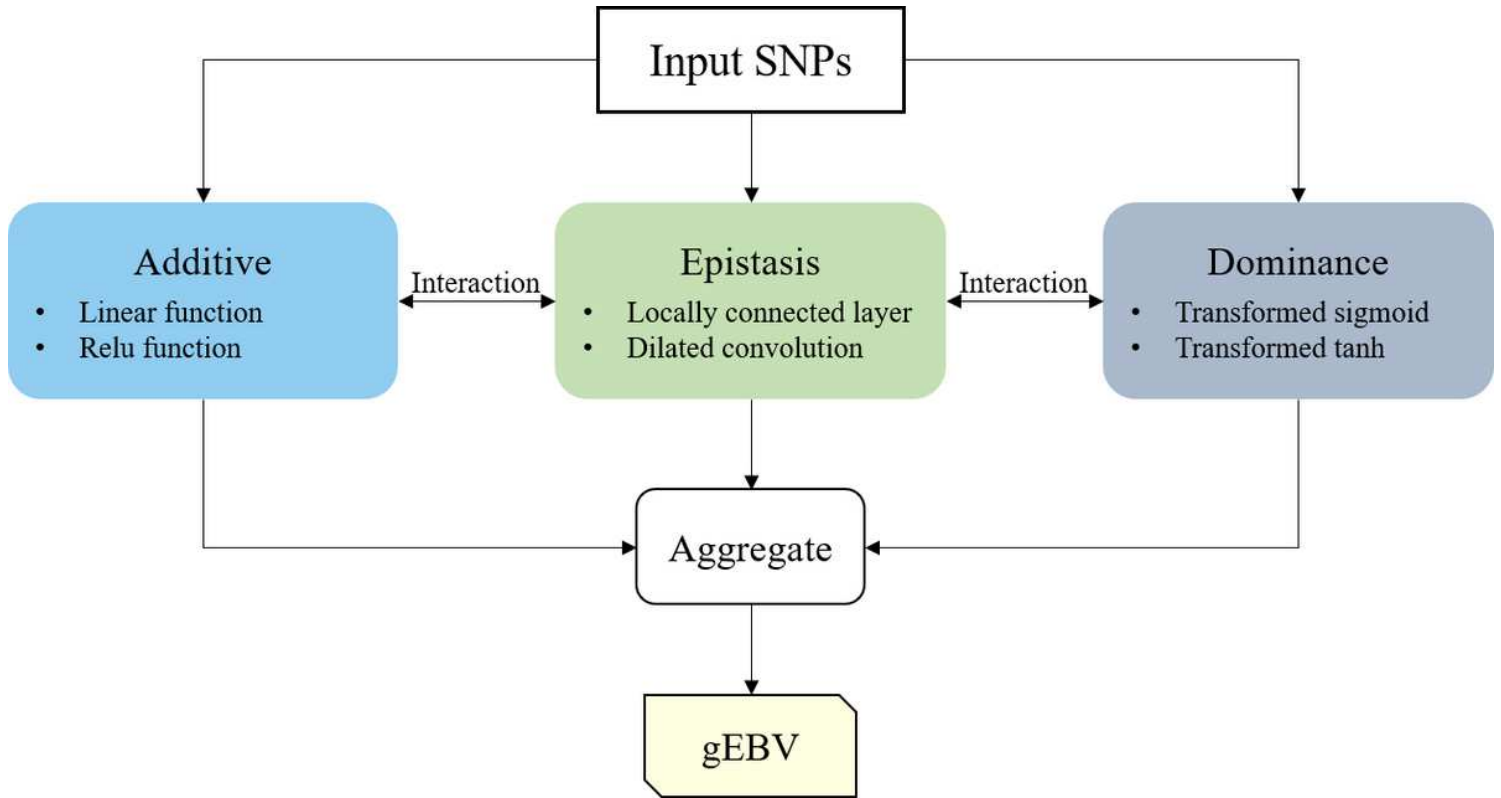 Input SNPs
Additive
• Linear function
• Relu function
Interaction
Epistasis
• Locally connected layer
• Dilated convolution
Interaction
Dominance
• Transformed sigmoid
• Transformed tanh
Aggregate
gEBV